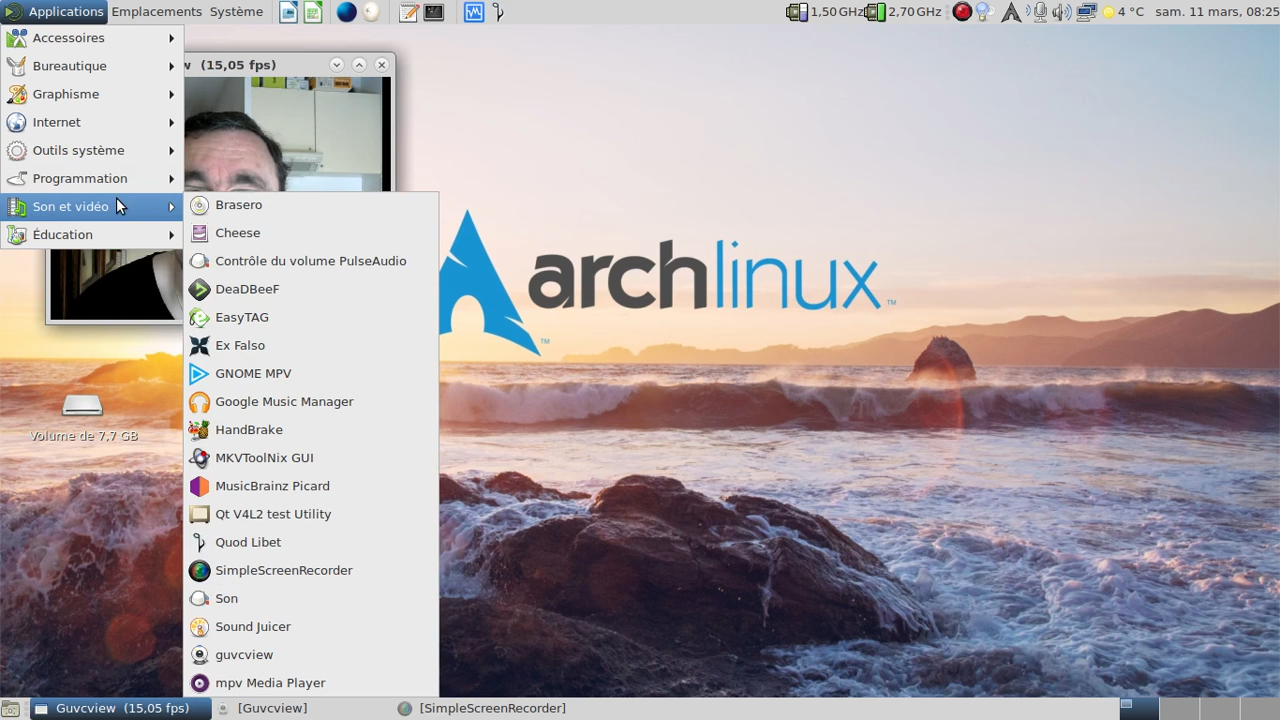 Applications Emplacements Système 1,50 GHz 2,70 GHz 4 °C sam. 11 mars, 08:25
Accessoires
Bureautique
Graphisme
Internet
Outils système
Programmation
Son et vidéo
Éducation
(15,05 fps)
Brasero
Cheese
Contrôle du volume PulseAudio
DeaDBeeF
EasyTAG
Ex Falso
GNOME MPV
Google Music Manager
HandBrake
MKVToolNix GUI
MusicBrainz Picard
Qt V4L2 test Utility
Quod Libet
SimpleScreenRecorder
Son
Sound Juicer
guvcview
mpv Media Player
archlinux ™
™
Volume de 7,7 GB
Guvcview (15,05 fps) [Guvcview] [SimpleScreenRecorder]